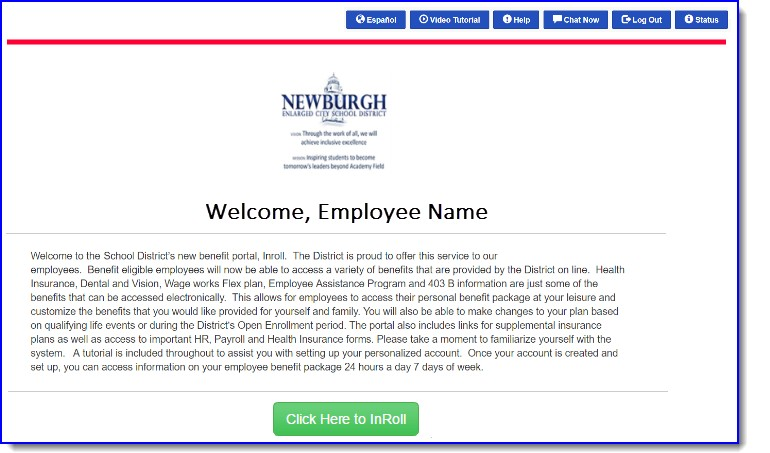 Español Video Tutorial Help Chat Now Log Out Status
NEWBURGH
ENLARGED CITY SCHOOL DISTRICT
Through the work of all, we will
achieve inclusive excellence
Inspiring students to become
tomorrow's leaders beyond Academy Field
Welcome, Employee Name
Welcome to the School District's new benefit portal, Inroll.  The District is proud to offer this service to our
employees.  Benefit eligible employees will now be able to access a variety of benefits that are provided by the District on line.  Health
Insurance, Dental and Vision, Wage works Flex plan, Employee Assistance Program and 403 B information are just some of the
benefits that can be accessed electronically.  This allows for employees to access their personal benefit package at your leisure and
customize the benefits that you would like provided for yourself and family. You will also be able to make changes to your plan based
on qualifying life events or during the District's Open Enrollment period. The portal also includes links for supplemental insurance
plans as well as access to important HR, Payroll and Health Insurance forms. Please take a moment to familiarize yourself with the
system.   A tutorial is included throughout to assist you with setting up your personalized account.  Once your account is created and
set up, you can access information on your employee benefit package 24 hours a day 7 days of week.
Click Here to InRoll